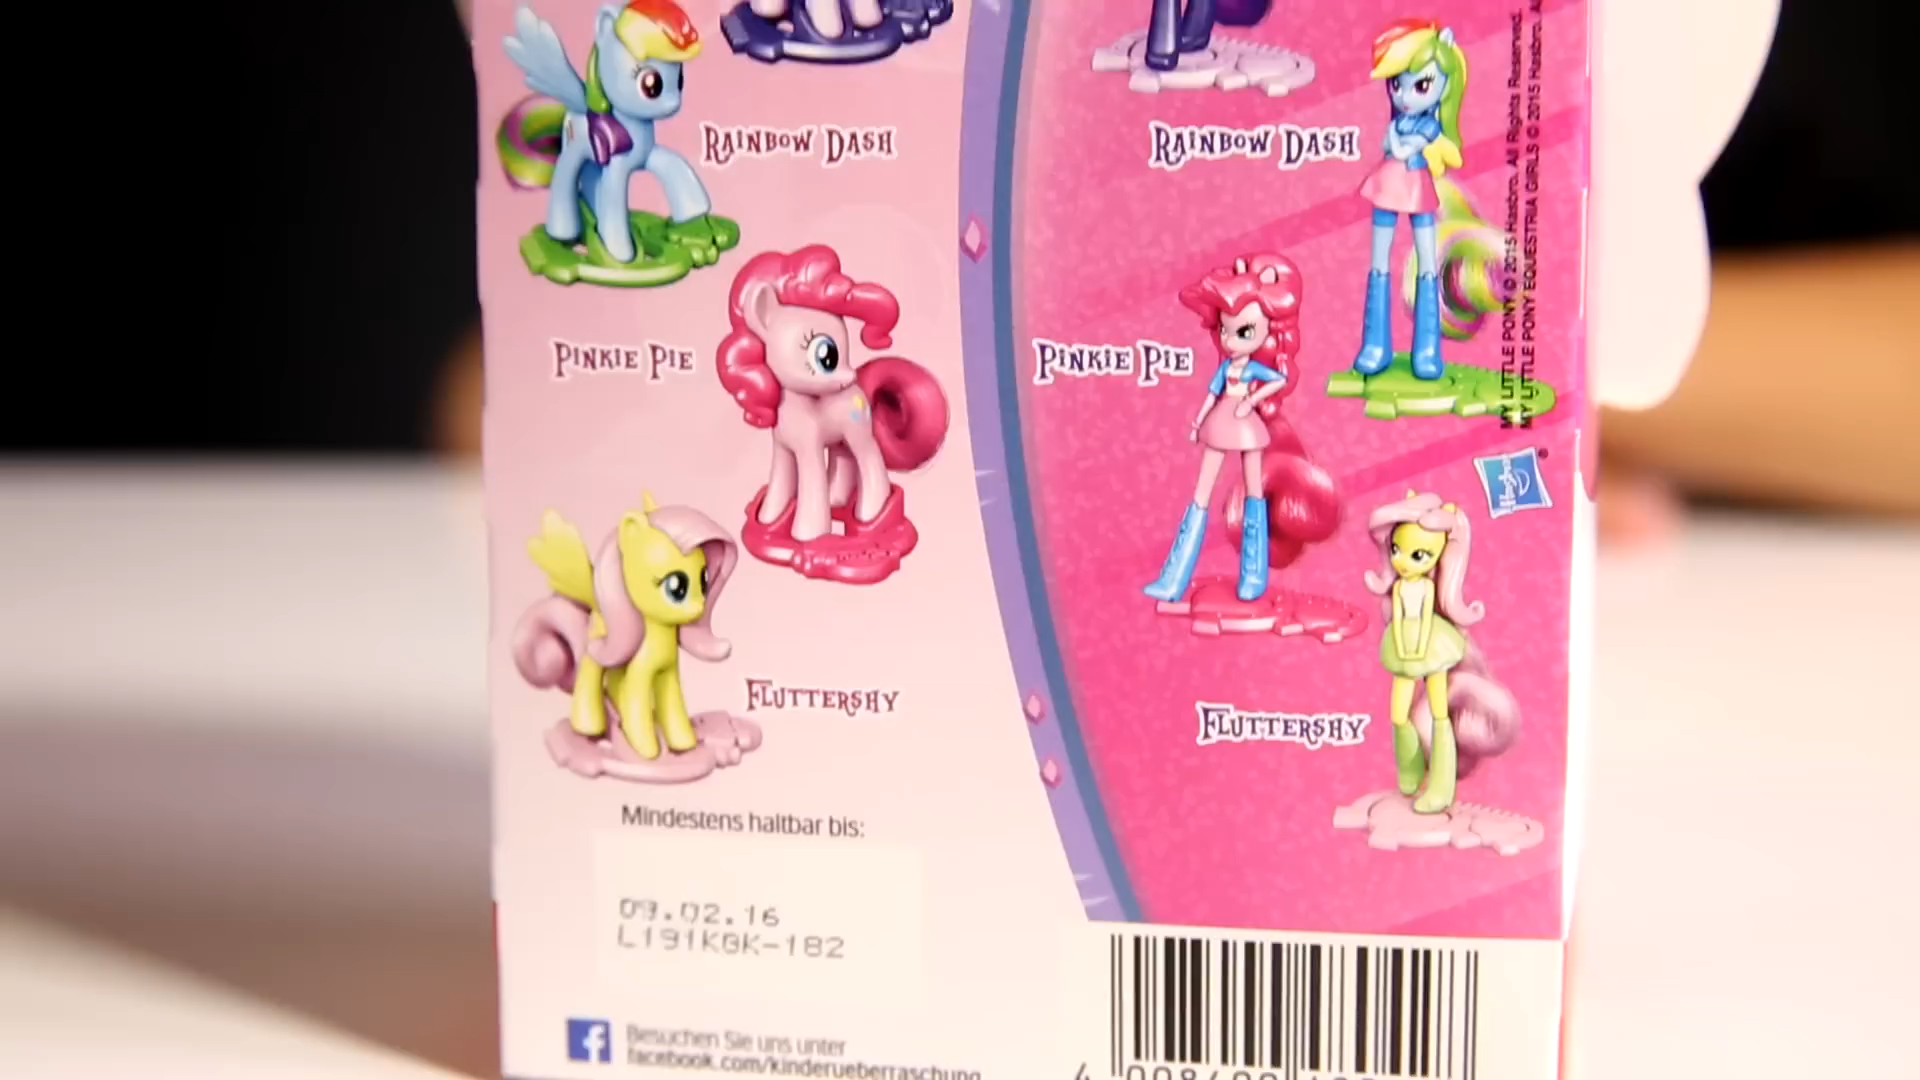 RAINBOW DASH
PINKIE PIE
FLUTTERSHY
Mindestens haltbar bis:
09.02.16
L191KGK-182
Besuchen Sie uns unter
facebook.com/kinderueberraschung
RAINBOW DASH
PINKIE PIE
FLUTTERSHY
MY LITTLE PONY © 2015 Hasbro. All Rights Reserved.
MY LITTLE PONY EQUESTRIA GIRLS © 2015 Hasbro.
Hasbro
®